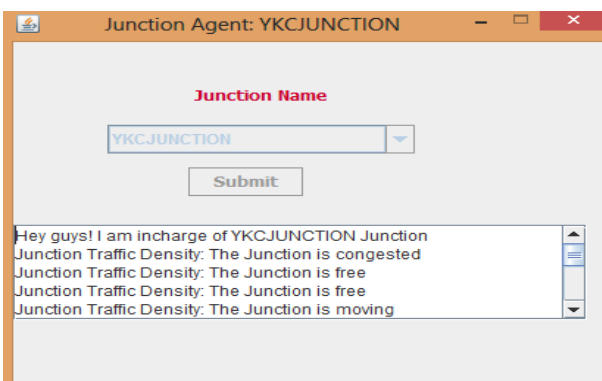 Junction Agent: YKCJUNCTION
Junction Name
YKCJUNCTION
Submit
Hey guys! I am incharge of YKCJUNCTION Junction
Junction Traffic Density: The Junction is congested
Junction Traffic Density: The Junction is free
Junction Traffic Density: The Junction is free
Junction Traffic Density: The Junction is moving